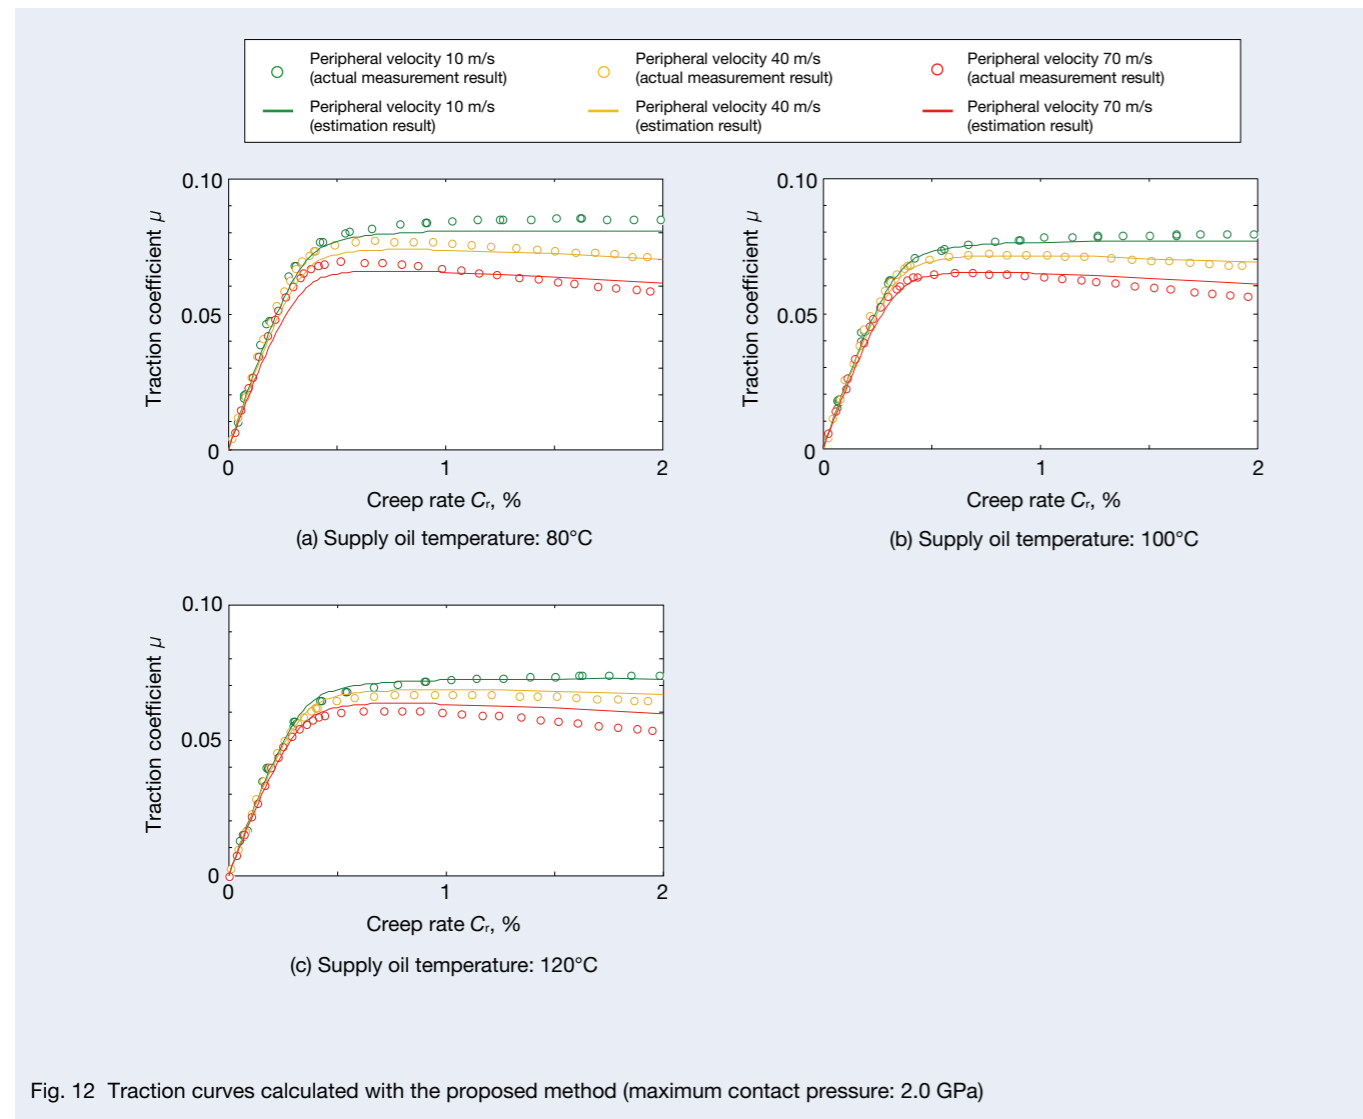 Peripheral velocity 10 m/s
(actual measurement result)
Peripheral velocity 40 m/s
(actual measurement result)
Peripheral velocity 70 m/s
(actual measurement result)
Peripheral velocity 10 m/s
(estimation result)
Peripheral velocity 40 m/s
(estimation result)
Peripheral velocity 70 m/s
(estimation result)
Traction coefficient μ
0.10
0.05
0
0
1
2
Creep rate Cr, %
(a) Supply oil temperature: 80°C
Traction coefficient μ
0.10
0.05
0
0
1
2
Creep rate Cr, %
(b) Supply oil temperature: 100°C
Traction coefficient μ
0.10
0.05
0
0
1
2
Creep rate Cr, %
(c) Supply oil temperature: 120°C
Fig. 12 Traction curves calculated with the proposed method (maximum contact pressure: 2.0 GPa)